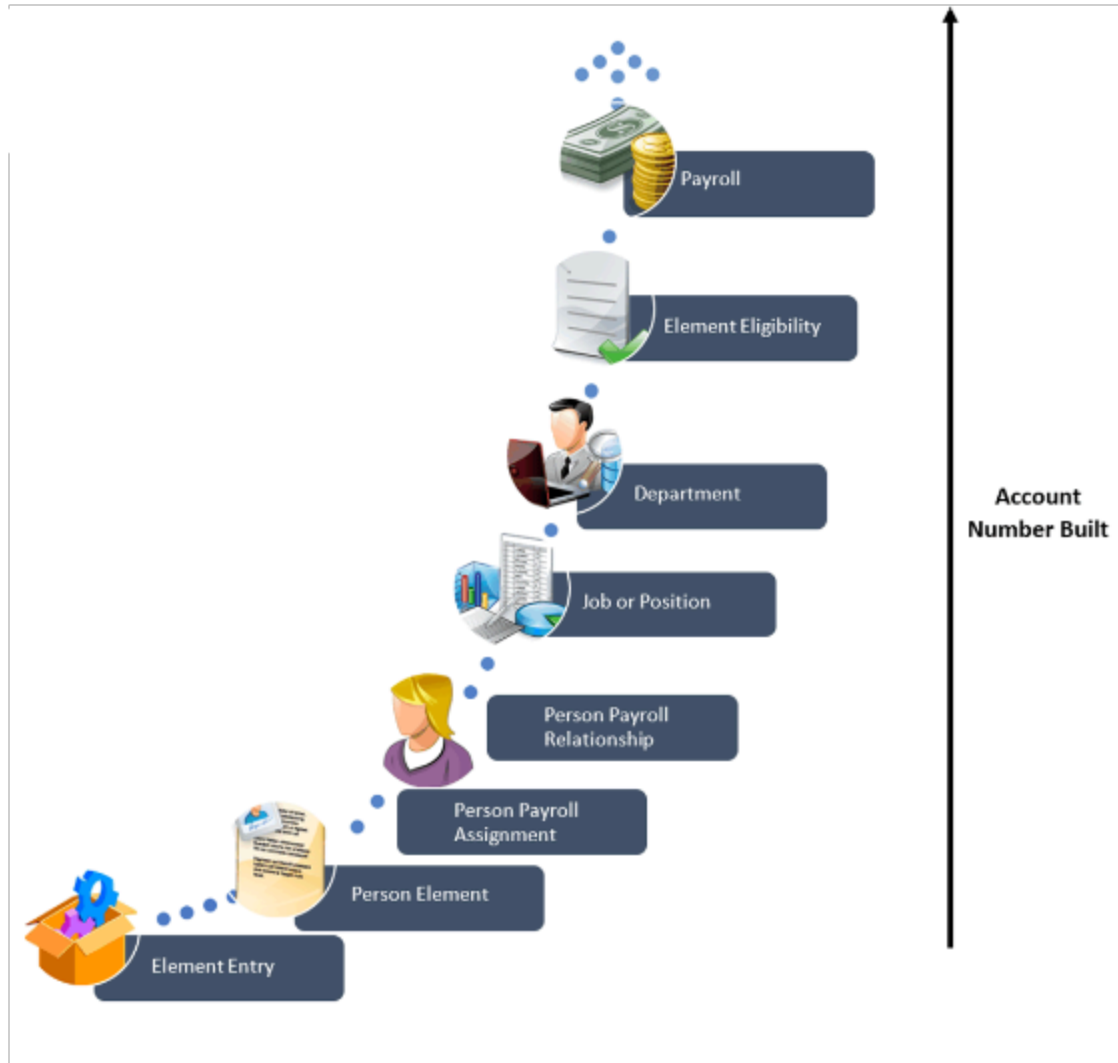 Payroll
Element Eligibility
Department
Account
Number Built
Job or Position
Person Payroll
Relationship
Person Payroll
Assignment
Person Element
Element Entry